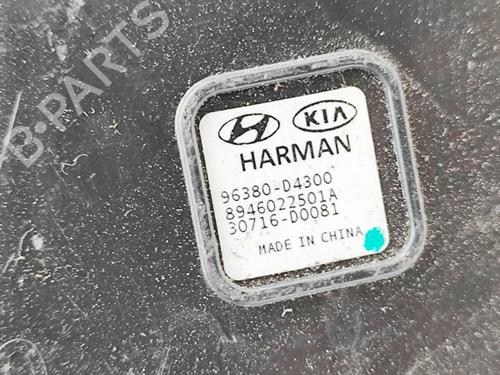 B-PARTS
KIA
HARMAN
96380-D4300
8946022501A
30716-D0081
MADE IN CHINA